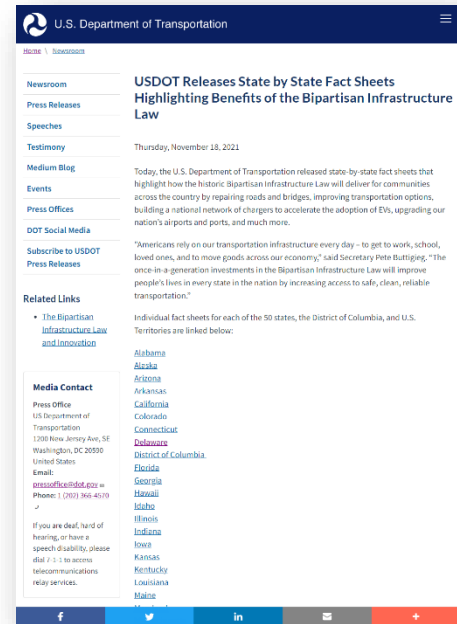 U.S. Department of Transportation
Home \ Newsroom
Newsroom
Press Releases
Speeches
Testimony
Medium Blog
Events
Press Offices
DOT Social Media
Subscribe to USDOT
Press Releases
Related Links
• The Bipartisan
Infrastructure Law
and Innovation
Media Contact
Press Office
US Department of
Transportation
1200 New Jersey Ave, SE
Washington, DC 20590
United States
Email:
pressoffice@dot.gov
Phone: 1 (202) 366-4570
If you are deaf, hard of
hearing, or have a
speech disability, please
dial 7-1-1 to access
telecommunications
relay services.
USDOT Releases State by State Fact Sheets
Highlighting Benefits of the Bipartisan Infrastructure
Law
Thursday, November 18, 2021
Today, the U.S. Department of Transportation released state-by-state fact sheets that
highlight how the historic Bipartisan Infrastructure Law will deliver for communities
across the country by repairing roads and bridges, improving transportation options,
building a national network of chargers to accelerate the adoption of EVs, upgrading our
nation's airports and ports, and much more.
"Americans rely on our transportation infrastructure every day – to get to work, school,
loved ones, and to move goods across our economy," said Secretary Pete Buttigieg. "The
once-in-a-generation investments in the Bipartisan Infrastructure Law will improve
people's lives in every state in the nation by increasing access to safe, clean, reliable
transportation."
Individual fact sheets for each of the 50 states, the District of Columbia, and U.S.
Territories are linked below:
Alabama
Alaska
Arizona
Arkansas
California
Colorado
Connecticut
Delaware
District of Columbia
Florida
Georgia
Hawaii
Idaho
Illinois
Indiana
Iowa
Kansas
Kentucky
Louisiana
Maine